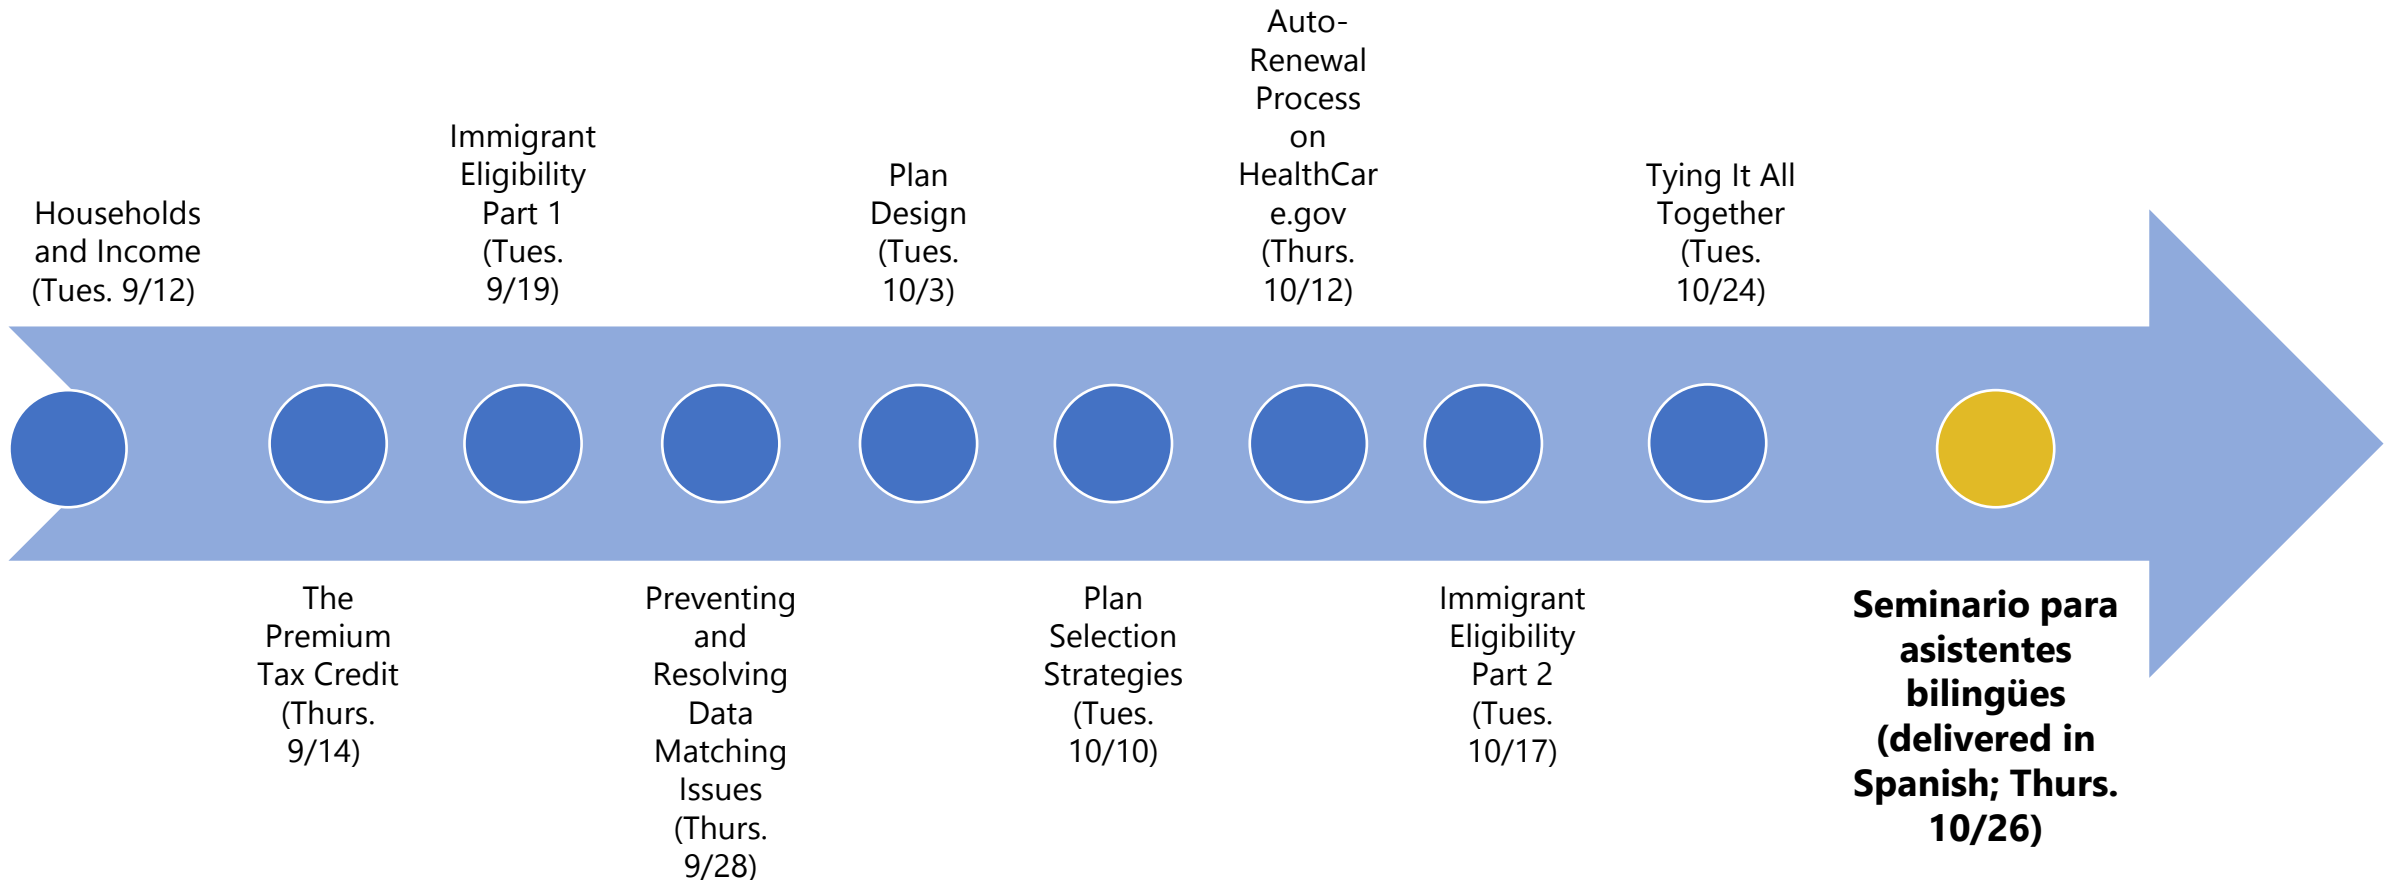 Households
and Income
(Tues. 9/12)
The
Premium
Tax Credit
(Thurs.
9/14)
Immigrant
Eligibility
Part 1
(Tues.
9/19)
Preventing
and
Resolving
Data
Matching
Issues
(Thurs.
9/28)
Plan
Design
(Tues.
10/3)
Plan
Selection
Strategies
(Tues.
10/10)
Auto-
Renewal
Process
on
HealthCar
e.gov
(Thurs.
10/12)
Immigrant
Eligibility
Part 2
(Tues.
10/17)
Tying It All
Together
(Tues.
10/24)
Seminario para
asistentes
bilingües
(delivered in
Spanish; Thurs.
10/26)